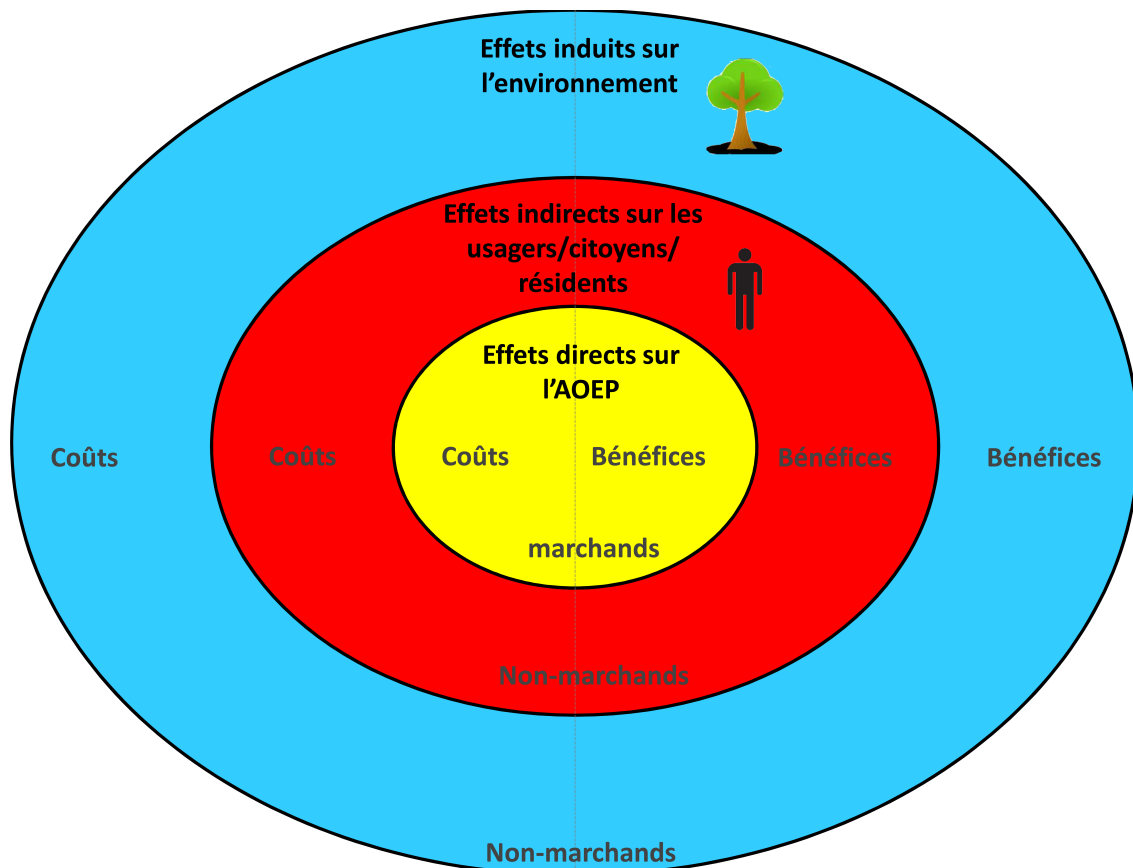 Effets induits sur
l’environnement
Effets indirects sur les
usagers/citoyens/
résidents
Effets directs sur
l’AOEP
Coûts
Coûts
Coûts
Bénéfices
Bénéfices
Bénéfices
marchands
Non-marchands
Non-marchands